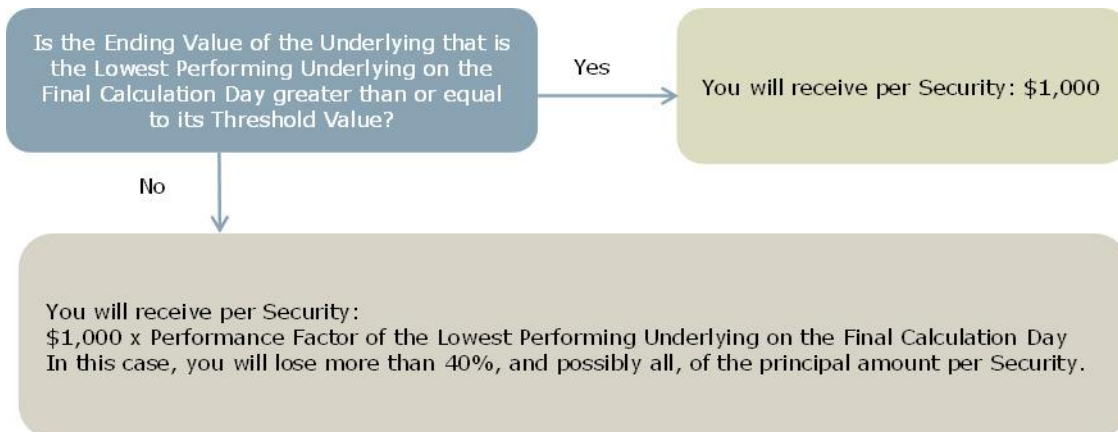 Is the Ending Value of the Underlying that is
the Lowest Performing Underlying on the
Final Calculation Day greater than or equal
to its Threshold Value?
Yes
You will receive per Security: $1,000
No
You will receive per Security:
$1,000 x Performance Factor of the Lowest Performing Underlying on the Final Calculation Day
In this case, you will lose more than 40%, and possibly all, of the principal amount per Security.